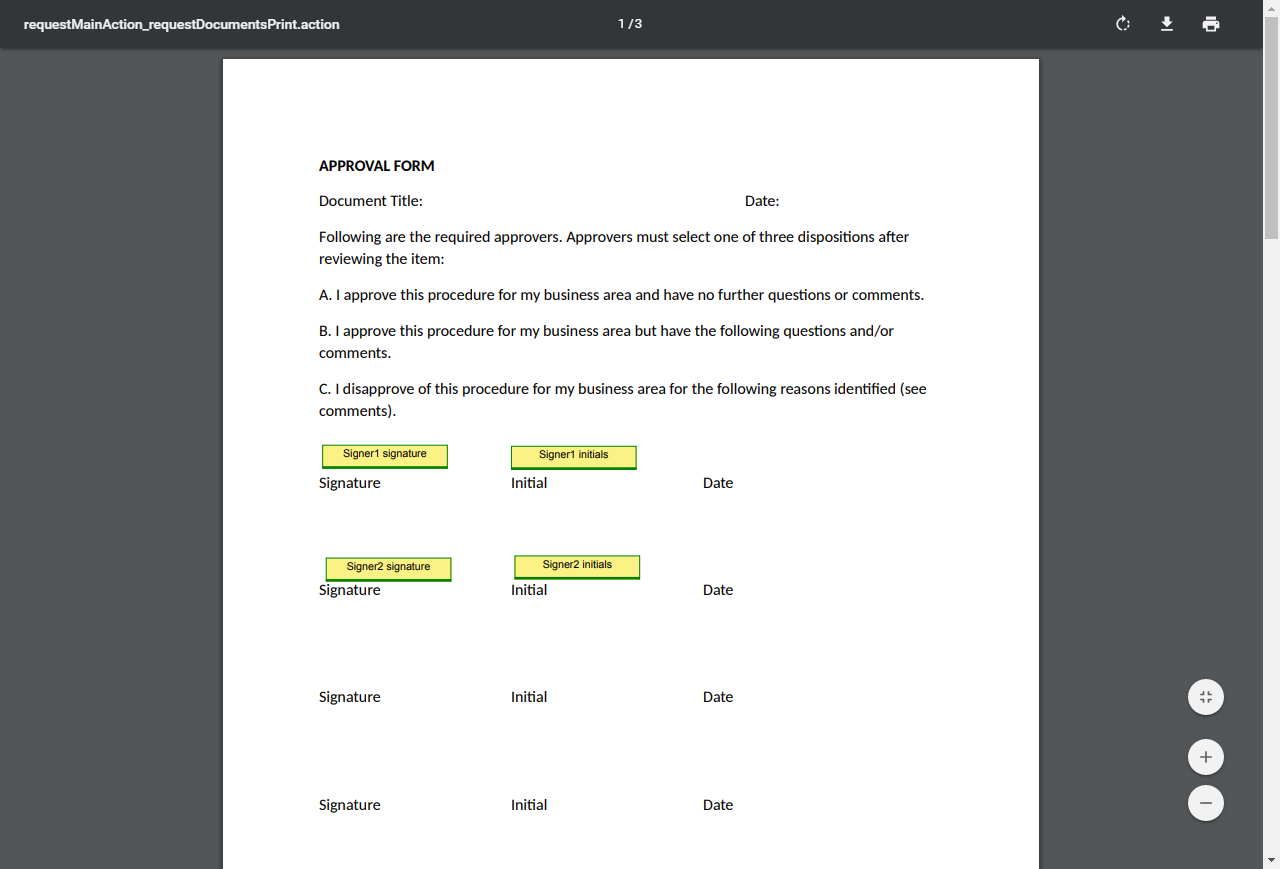 requestMainAction_requestDocumentsPrint.action 1 / 3
APPROVAL FORM
Document Title: Date:
Following are the required approvers. Approvers must select one of three dispositions after
reviewing the item:
A. I approve this procedure for my business area and have no further questions or comments.
B. I approve this procedure for my business area but have the following questions and/or
comments.
C. I disapprove of this procedure for my business area for the following reasons identified (see
comments).
Signer1 signature Signer1 initials
Signature Initial Date
Signer2 signature Signer2 initials
Signature Initial Date
Signature Initial Date
Signature Initial Date